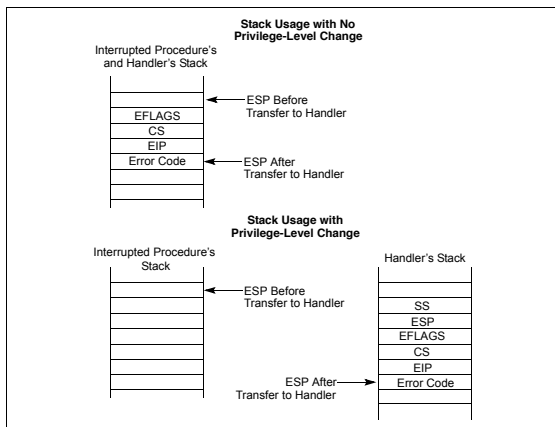 Stack Usage with No
Privilege-Level Change
Interrupted Procedure's
and Handler's Stack
ESP Before
Transfer to Handler
EFLAGS
CS
EIP
Error Code
ESP After
Transfer to Handler
Stack Usage with
Privilege-Level Change
Interrupted Procedure's
Stack
Handler's Stack
ESP Before
Transfer to Handler
SS
ESP
EFLAGS
CS
EIP
ESP After
Transfer to Handler
Error Code